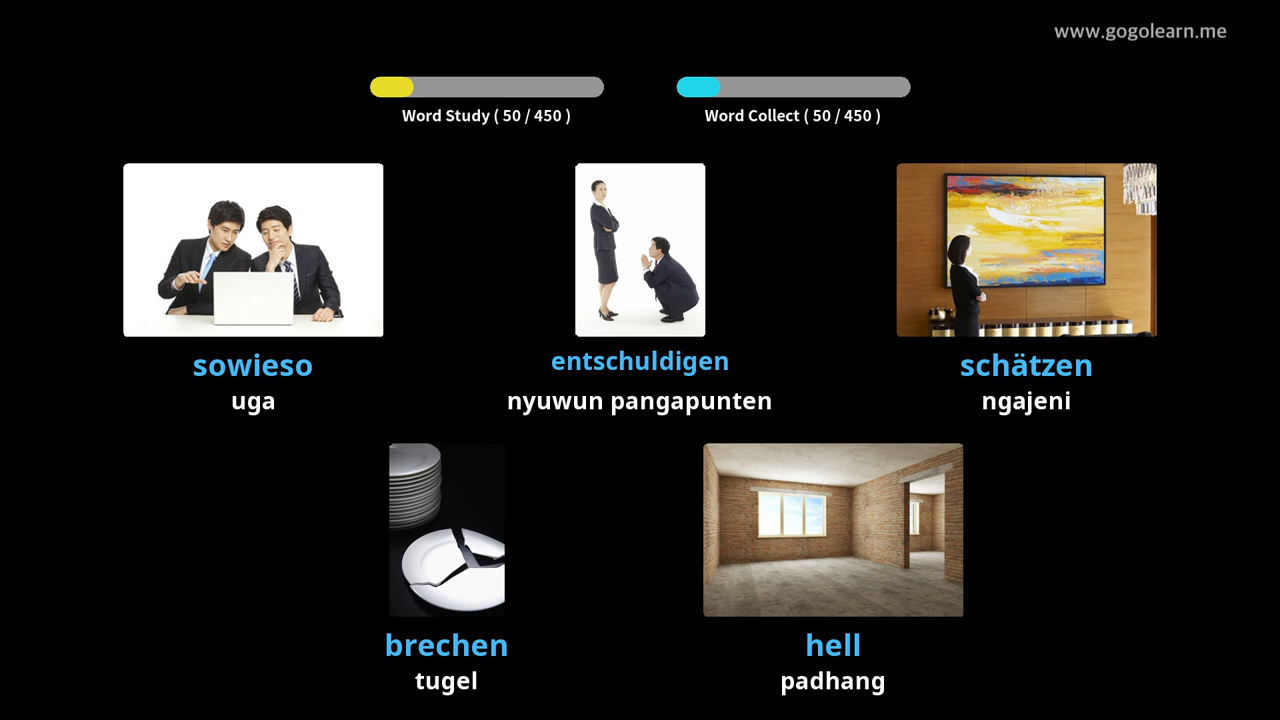 www.gogolearn.me
Word Study ( 50 / 450 )
Word Collect ( 50 / 450 )
sowieso
uga
entschuldigen
nyuwun pangapunten
schätzen
ngajeni
brechen
tugel
hell
padhang